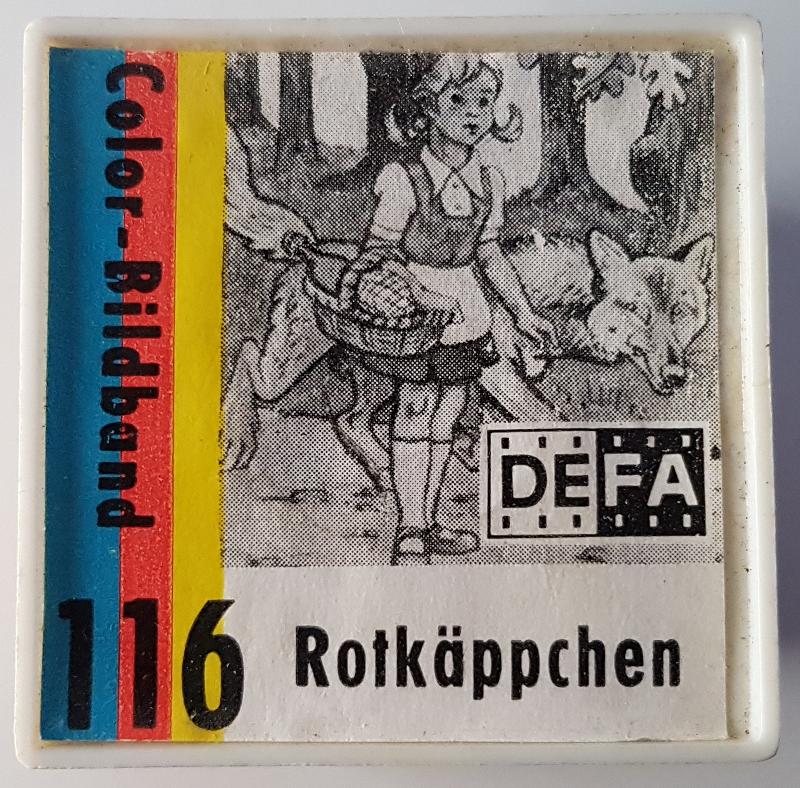 Color-Bildband
DEFA
116
Rotkäppchen